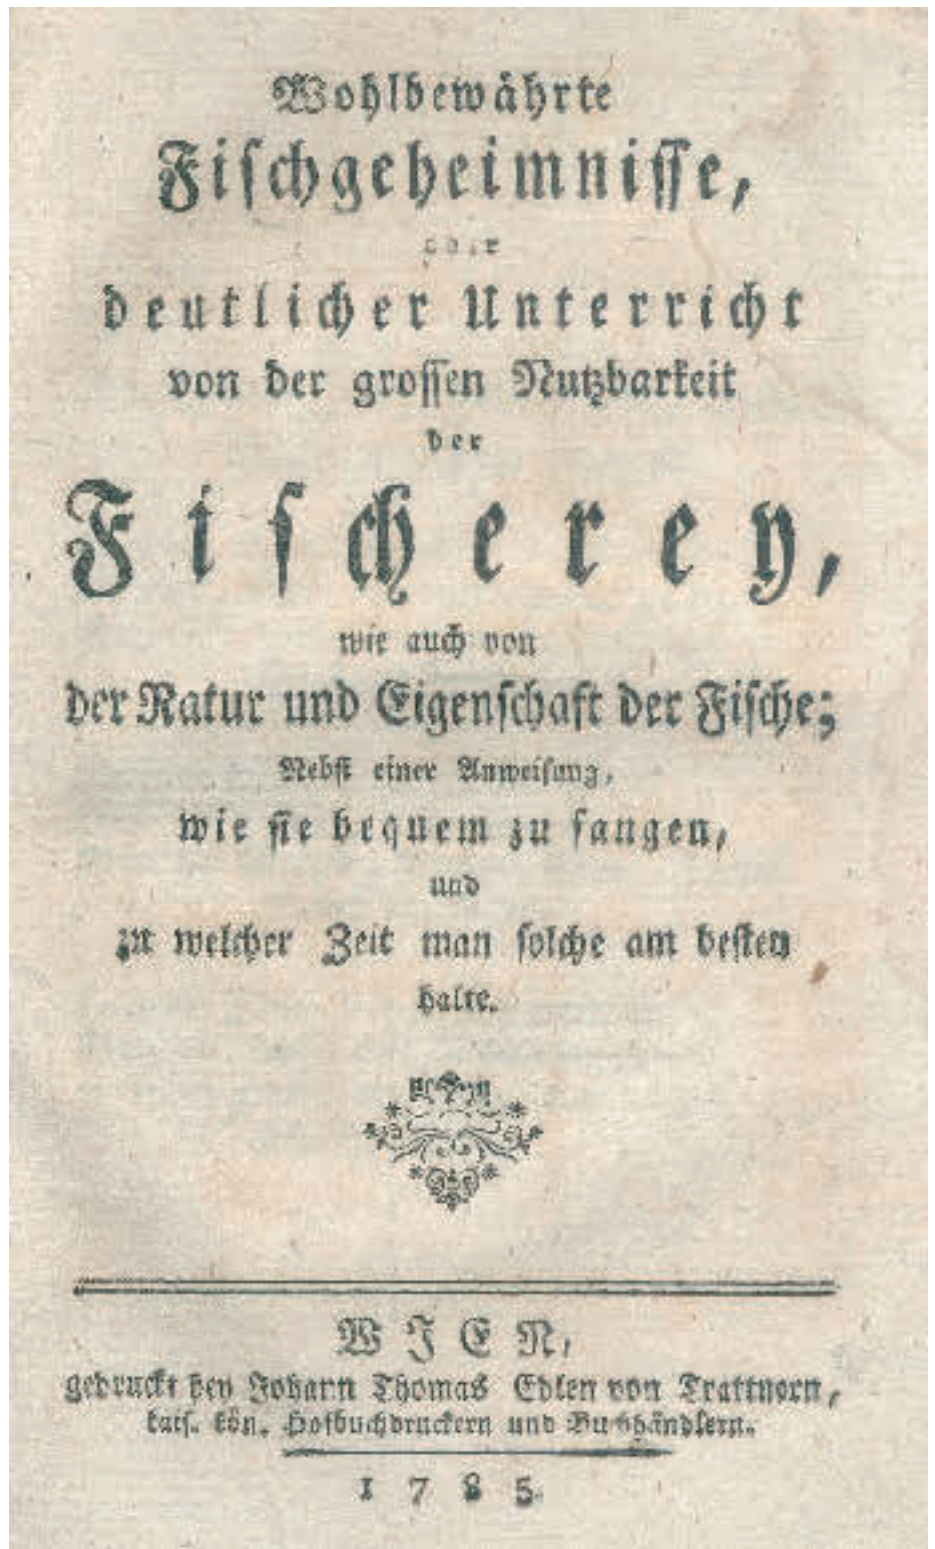 Wohlbewährte
Fischgeheimnisse,
oder
deutlicher Unterricht
von der grossen Nutzbarkeit
der
Fischerey,
wie auch von
der Natur und Eigenschaft der Fische;
Nebst einer Anweisung,
wie sie bequem zu fangen,
und
zu welcher Zeit man solche am besten
halte.
WIEN,
gedruckt bey Johann Thomas Edlen von Trattnern,
kais. kön. Hofbuchdruckern und Buchhändlern.
1785.